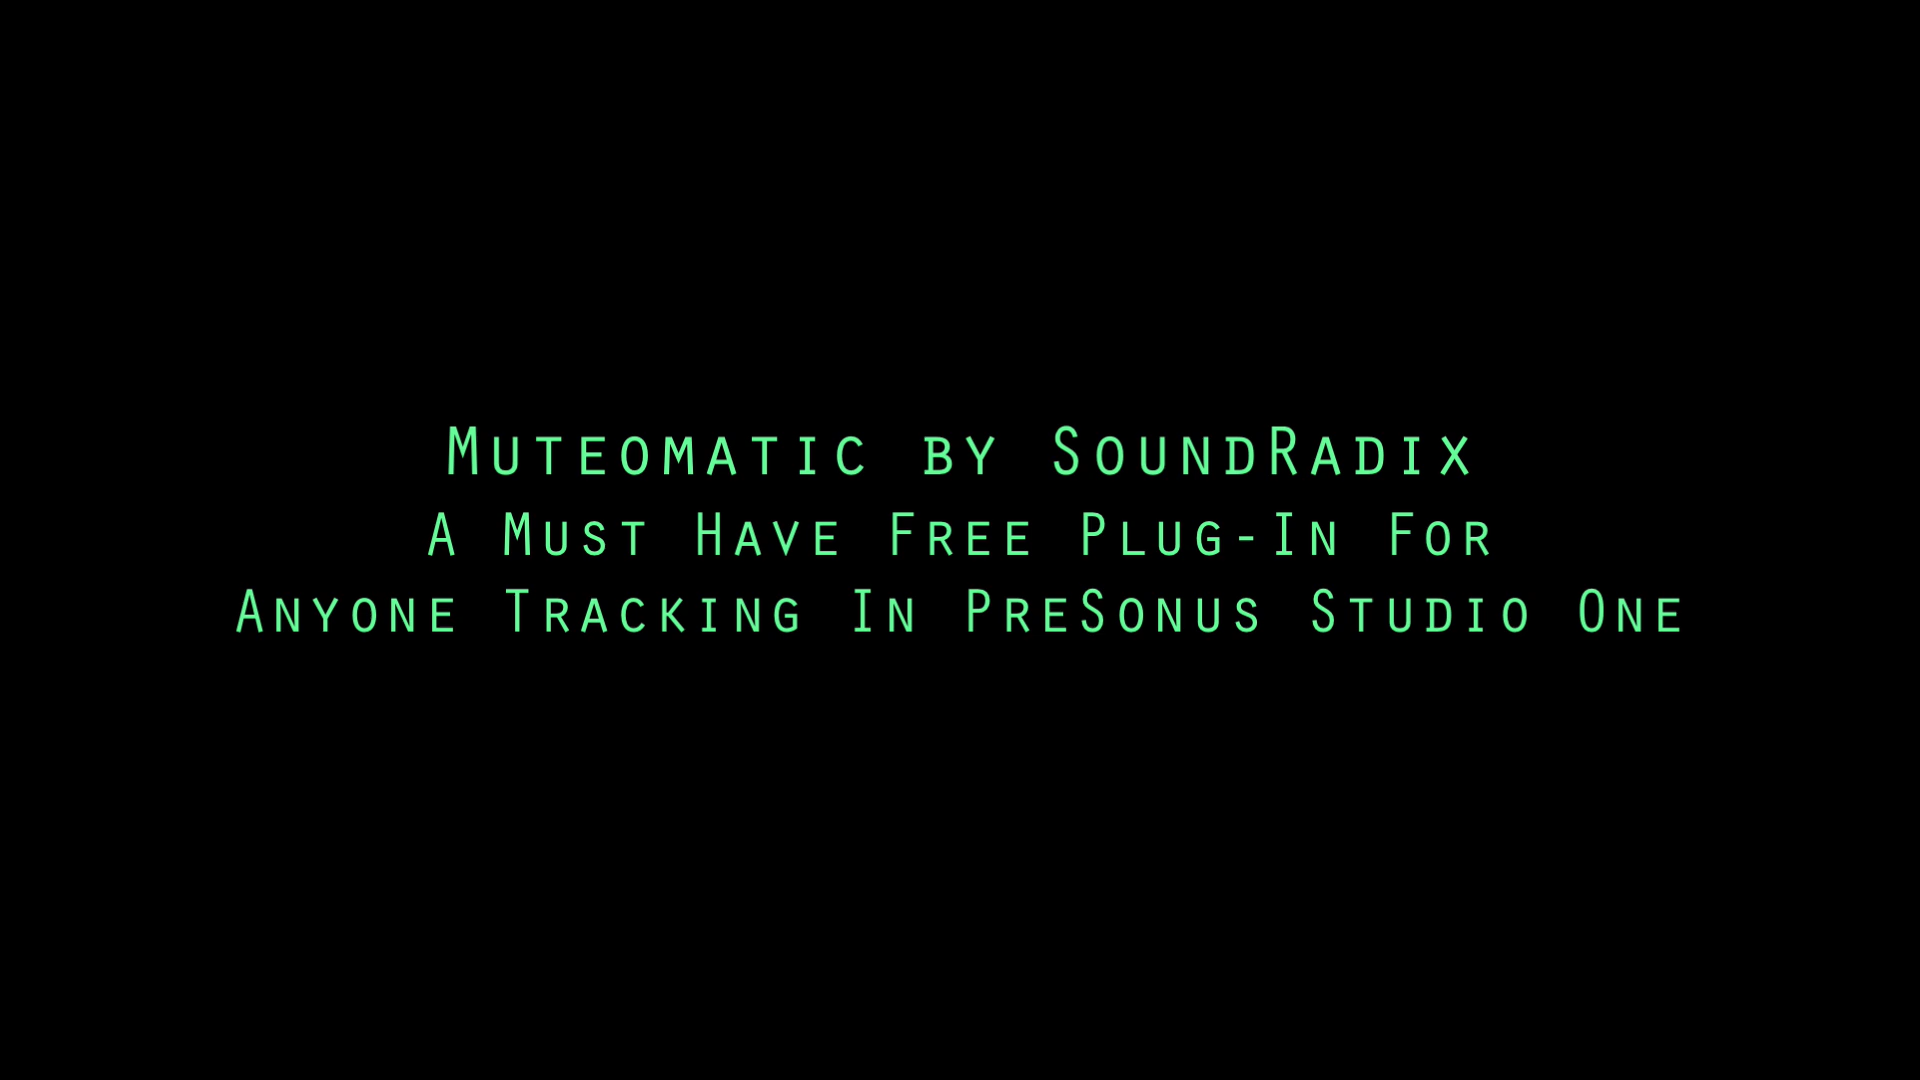 Muteomatic by SoundRadix
A Must Have Free Plug-In For
Anyone Tracking In PreSonus Studio One